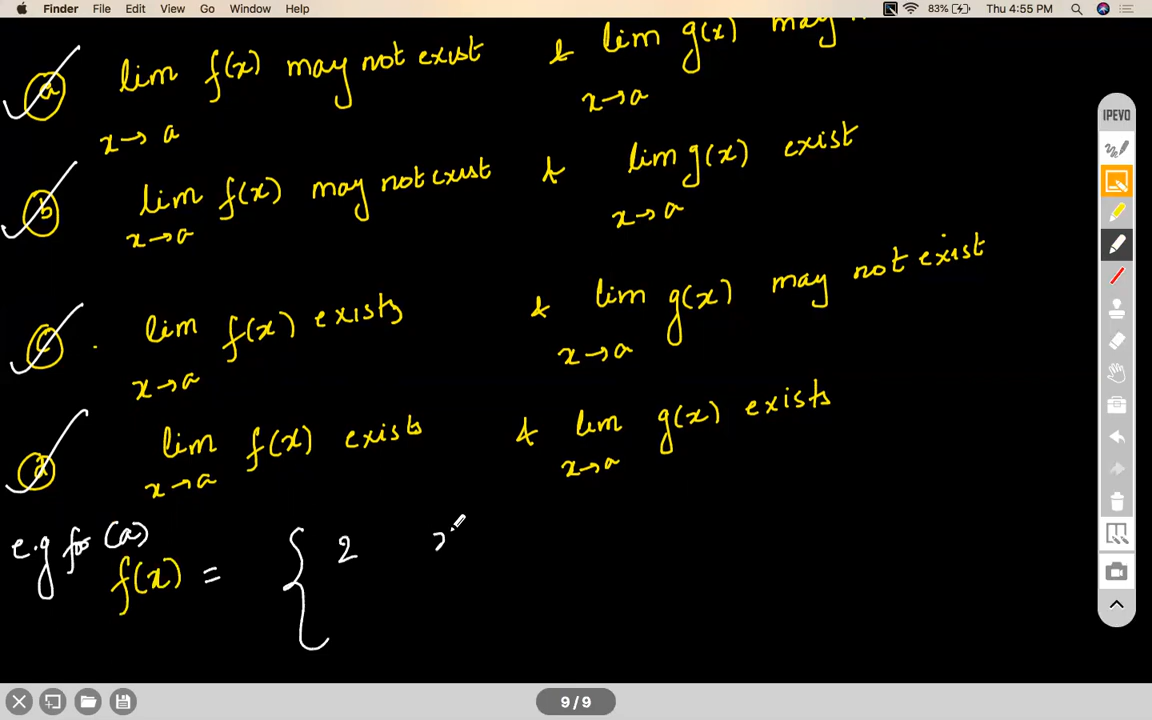 Finder File Edit View Go Window Help 83% Thu 4:55 PM
a lim f(x) may not exist & lim g(x) may
x→a x→a
b lim f(x) may not exist & lim g(x) exist
x→a x→a
IPEVO
c. lim f(x) exists & lim g(x) may not exist
x→a x→a
d lim f(x) exists & lim g(x) exists
x→a x→a
e.g for (a)
f(x) = { 2
9 / 9